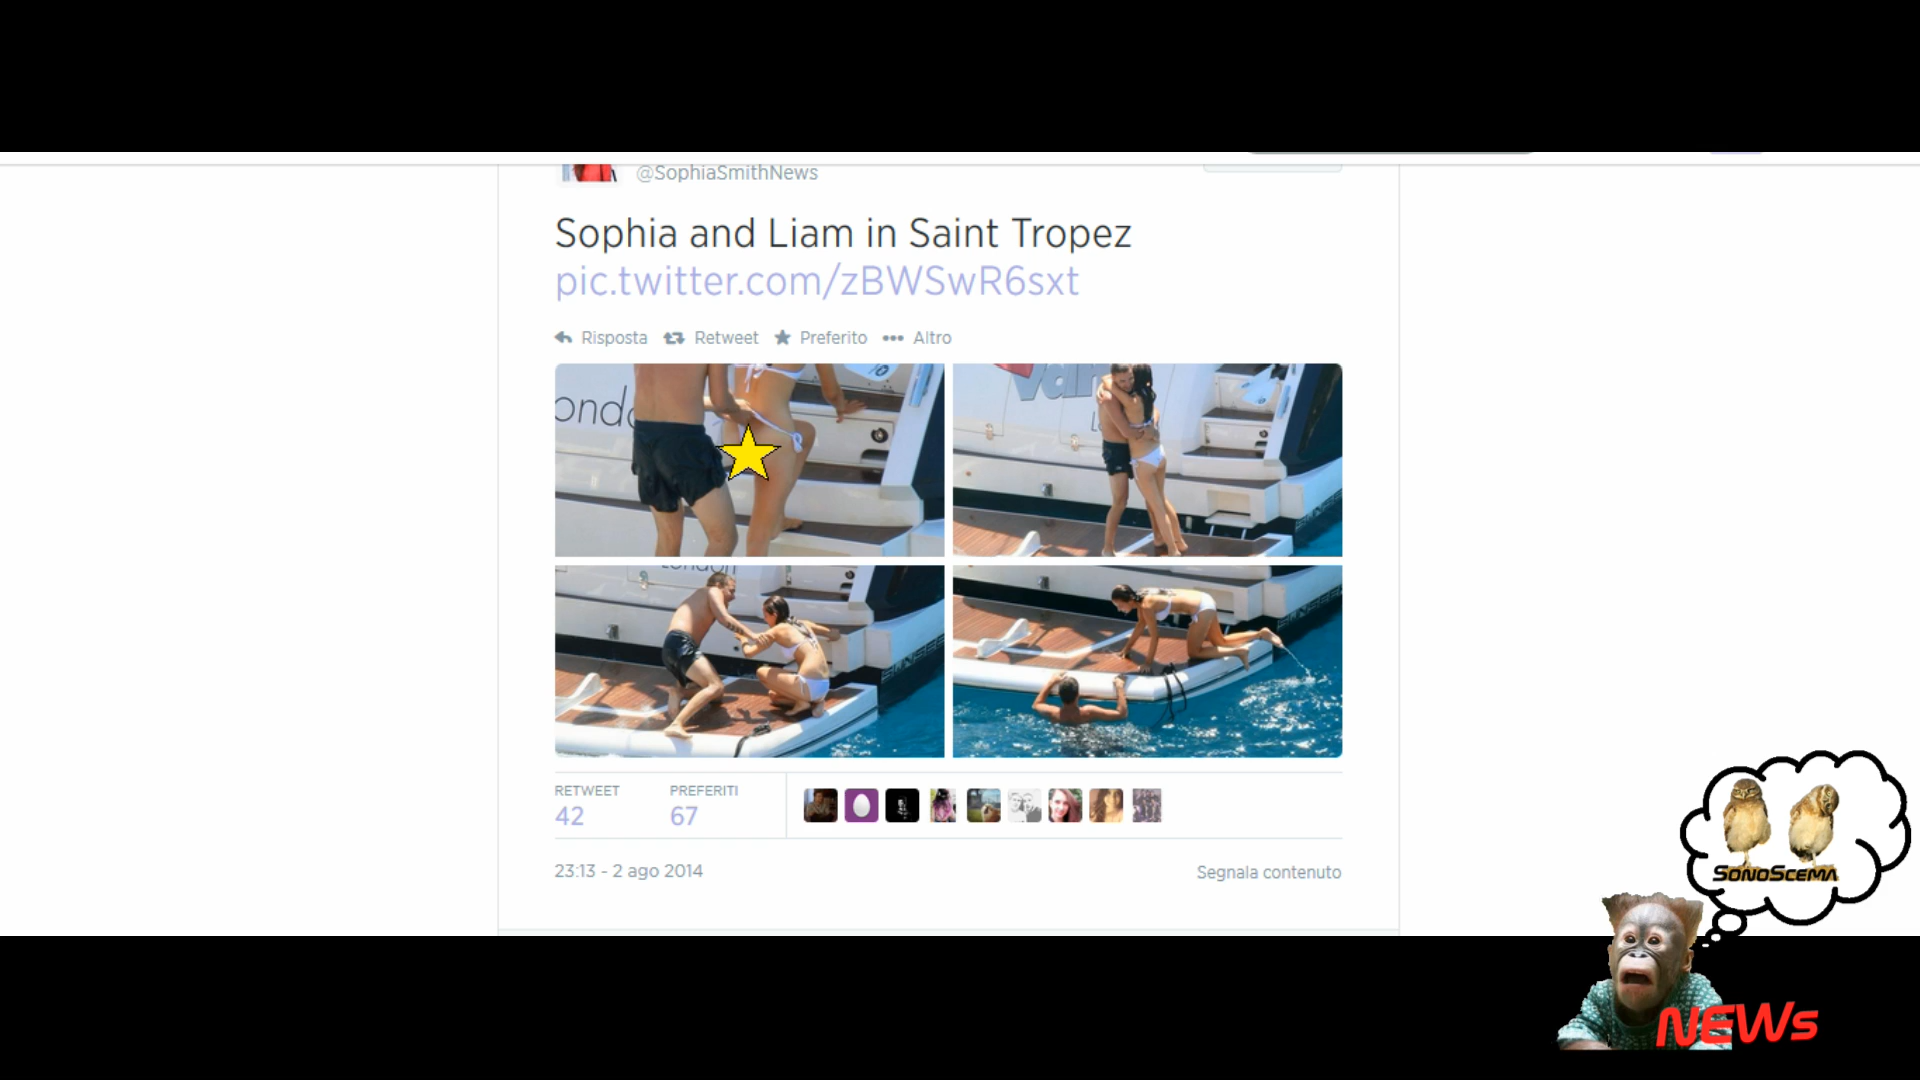 @SophiaSmithNews
Sophia and Liam in Saint Tropez
pic.twitter.com/zBWSwR6sxt
Risposta Retweet Preferito Altro
RETWEET PREFERITI
42 67
23:13 - 2 ago 2014 Segnala contenuto
SonoScema
NEWs